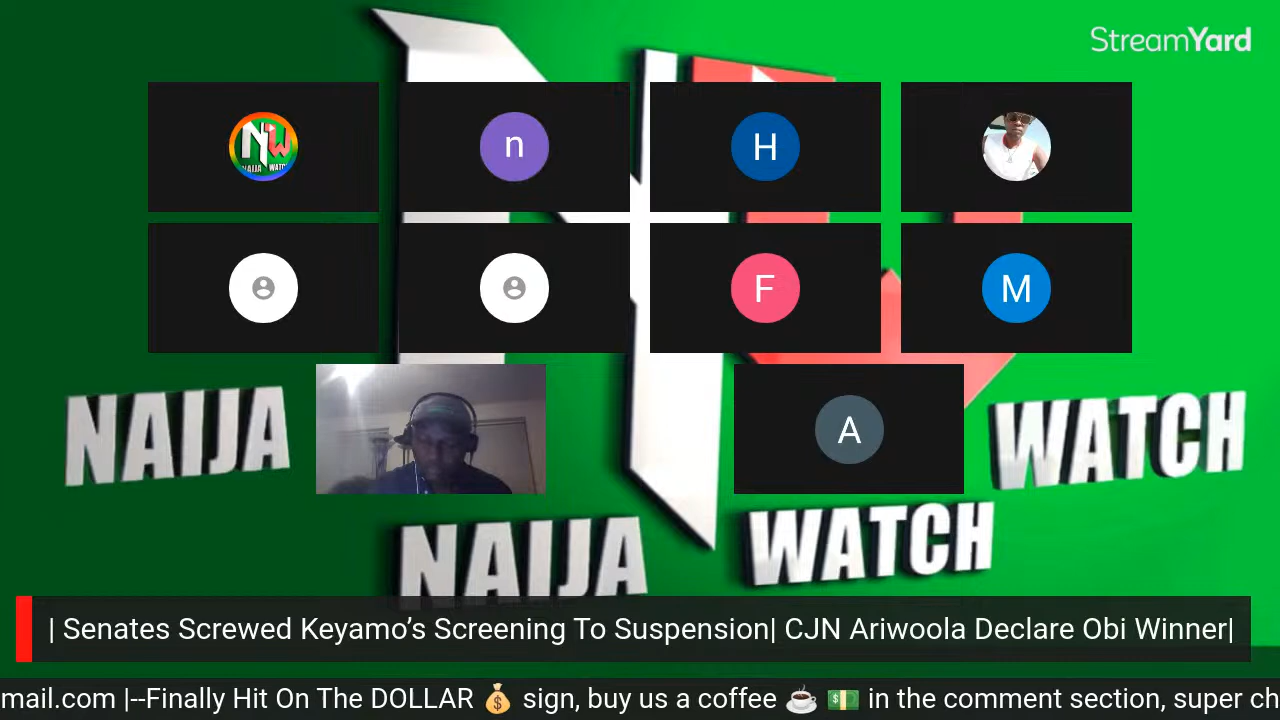 StreamYard
n
H
F
M
A
NAIJA
WATCH
NAIJA
WATCH
| Senates Screwed Keyamo’s Screening To Suspension| CJN Ariwoola Declare Obi Winner|
mail.com |--Finally Hit On The DOLLAR 💰 sign, buy us a coffee ☕ 💵 in the comment section, super ch